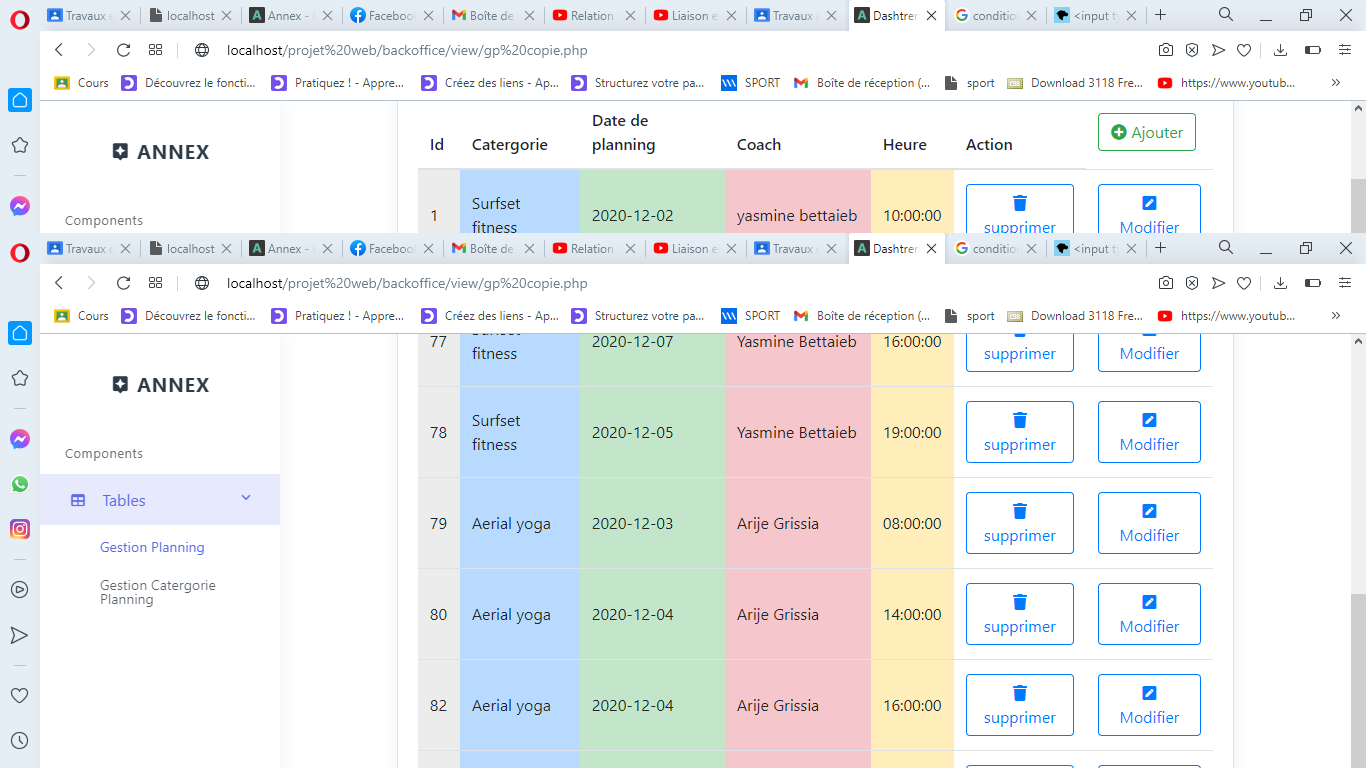 Travaux localhost Annex - Facebook Boîte de Relation Liaison e Travaux Dashtrem condition <input ty
localhost/projet%20web/backoffice/view/gp%20copie.php
Cours Découvrez le foncti... Pratiquez ! - Appre... Créez des liens - Ap... Structurez votre pa... SPORT Boîte de réception (... sport Download 3118 Fre... https://www.youtub... »
ANNEX
Components
Id Catergorie Date de planning Coach Heure Action Ajouter
1 Surfset fitness 2020-12-02 yasmine bettaieb 10:00:00 supprimer Modifier
Travaux localhost Annex - Facebook Boîte de Relation Liaison e Travaux Dashtrem condition <input ty
localhost/projet%20web/backoffice/view/gp%20copie.php
Cours Découvrez le foncti... Pratiquez ! - Appre... Créez des liens - Ap... Structurez votre pa... SPORT Boîte de réception (... sport Download 3118 Fre... https://www.youtub... »
ANNEX
Components
Tables
Gestion Planning
Gestion Catergorie
Planning
77 Surfset fitness 2020-12-07 Yasmine Bettaieb 16:00:00 supprimer Modifier
78 Surfset fitness 2020-12-05 Yasmine Bettaieb 19:00:00 supprimer Modifier
79 Aerial yoga 2020-12-03 Arije Grissia 08:00:00 supprimer Modifier
80 Aerial yoga 2020-12-04 Arije Grissia 14:00:00 supprimer Modifier
82 Aerial yoga 2020-12-04 Arije Grissia 16:00:00 supprimer Modifier